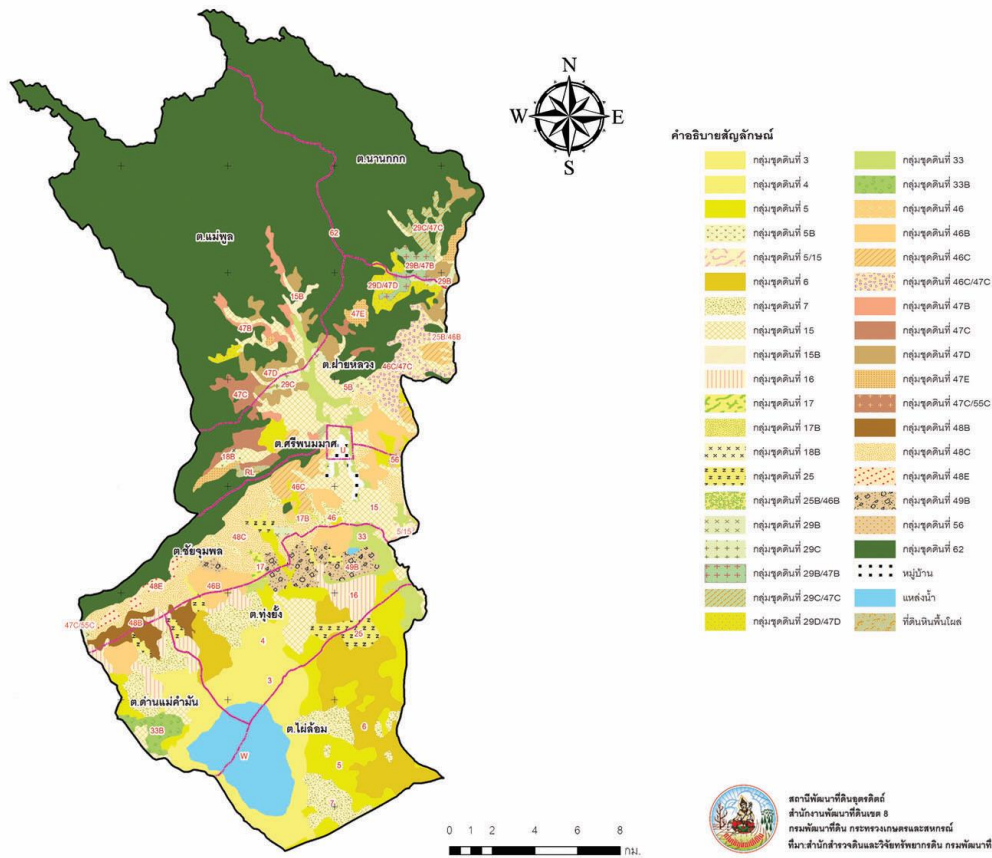 N
W
E
S
ต.นานกกก
ต.แม่พูล
62
29C/47C
29B/47B
29D/47D
29B
15B
47B
47E
25B/46B
ต.ฝ่ายหลวง
46C/47C
47D
29C
5B
47C
ต.ศรีพนมมาศ
U
18B
56
RL
46C
15
17B
46
5/15
48C
33
ต.ชัยจุมพล
17
49B
48E
46B
16
47C/55C
48B
ต.ทุ่งยั้ง
25
4
3
ต.ด่านแม่คำมัน
33B
ต.ไผ่ล้อม
6
W
5
7
คำอธิบายสัญลักษณ์
กลุ่มชุดดินที่ 3
กลุ่มชุดดินที่ 4
กลุ่มชุดดินที่ 5
กลุ่มชุดดินที่ 5B
กลุ่มชุดดินที่ 5/15
กลุ่มชุดดินที่ 6
กลุ่มชุดดินที่ 7
กลุ่มชุดดินที่ 15
กลุ่มชุดดินที่ 15B
กลุ่มชุดดินที่ 16
กลุ่มชุดดินที่ 17
กลุ่มชุดดินที่ 17B
กลุ่มชุดดินที่ 18B
กลุ่มชุดดินที่ 25
กลุ่มชุดดินที่ 25B/46B
กลุ่มชุดดินที่ 29B
กลุ่มชุดดินที่ 29C
กลุ่มชุดดินที่ 29B/47B
กลุ่มชุดดินที่ 29C/47C
กลุ่มชุดดินที่ 29D/47D
กลุ่มชุดดินที่ 33
กลุ่มชุดดินที่ 33B
กลุ่มชุดดินที่ 46
กลุ่มชุดดินที่ 46B
กลุ่มชุดดินที่ 46C
กลุ่มชุดดินที่ 46C/47C
กลุ่มชุดดินที่ 47B
กลุ่มชุดดินที่ 47C
กลุ่มชุดดินที่ 47D
กลุ่มชุดดินที่ 47E
กลุ่มชุดดินที่ 47C/55C
กลุ่มชุดดินที่ 48B
กลุ่มชุดดินที่ 48C
กลุ่มชุดดินที่ 48E
กลุ่มชุดดินที่ 49B
กลุ่มชุดดินที่ 56
กลุ่มชุดดินที่ 62
หมู่บ้าน
แหล่งน้ำ
ที่ดินหินพื้นโผล่
0 1 2 4 6 8
กม.
สถานีพัฒนาที่ดินอุตรดิตถ์
สำนักงานพัฒนาที่ดินเขต 8
กรมพัฒนาที่ดิน กระทรวงเกษตรและสหกรณ์
ที่มา:สำนักสำรวจดินและวิจัยทรัพยากรดิน กรมพัฒนาที่